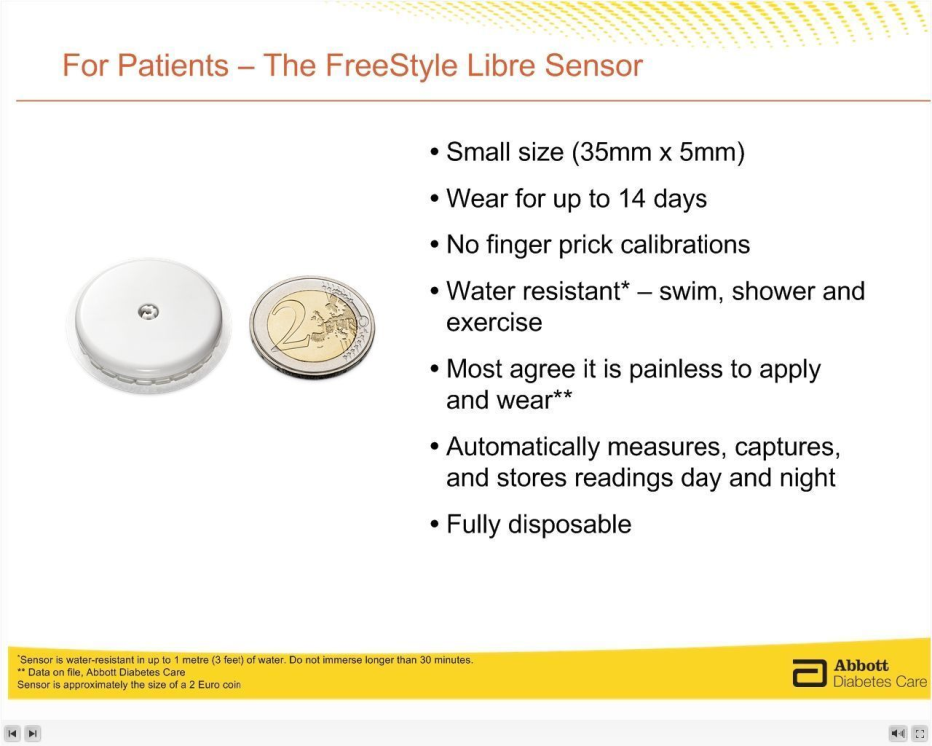 For Patients – The FreeStyle Libre Sensor
• Small size (35mm x 5mm)
• Wear for up to 14 days
• No finger prick calibrations
• Water resistant* – swim, shower and
exercise
• Most agree it is painless to apply
and wear**
• Automatically measures, captures,
and stores readings day and night
• Fully disposable
2
*Sensor is water-resistant in up to 1 metre (3 feet) of water. Do not immerse longer than 30 minutes.
** Data on file, Abbott Diabetes Care
Sensor is approximately the size of a 2 Euro coin
Abbott
Diabetes Care